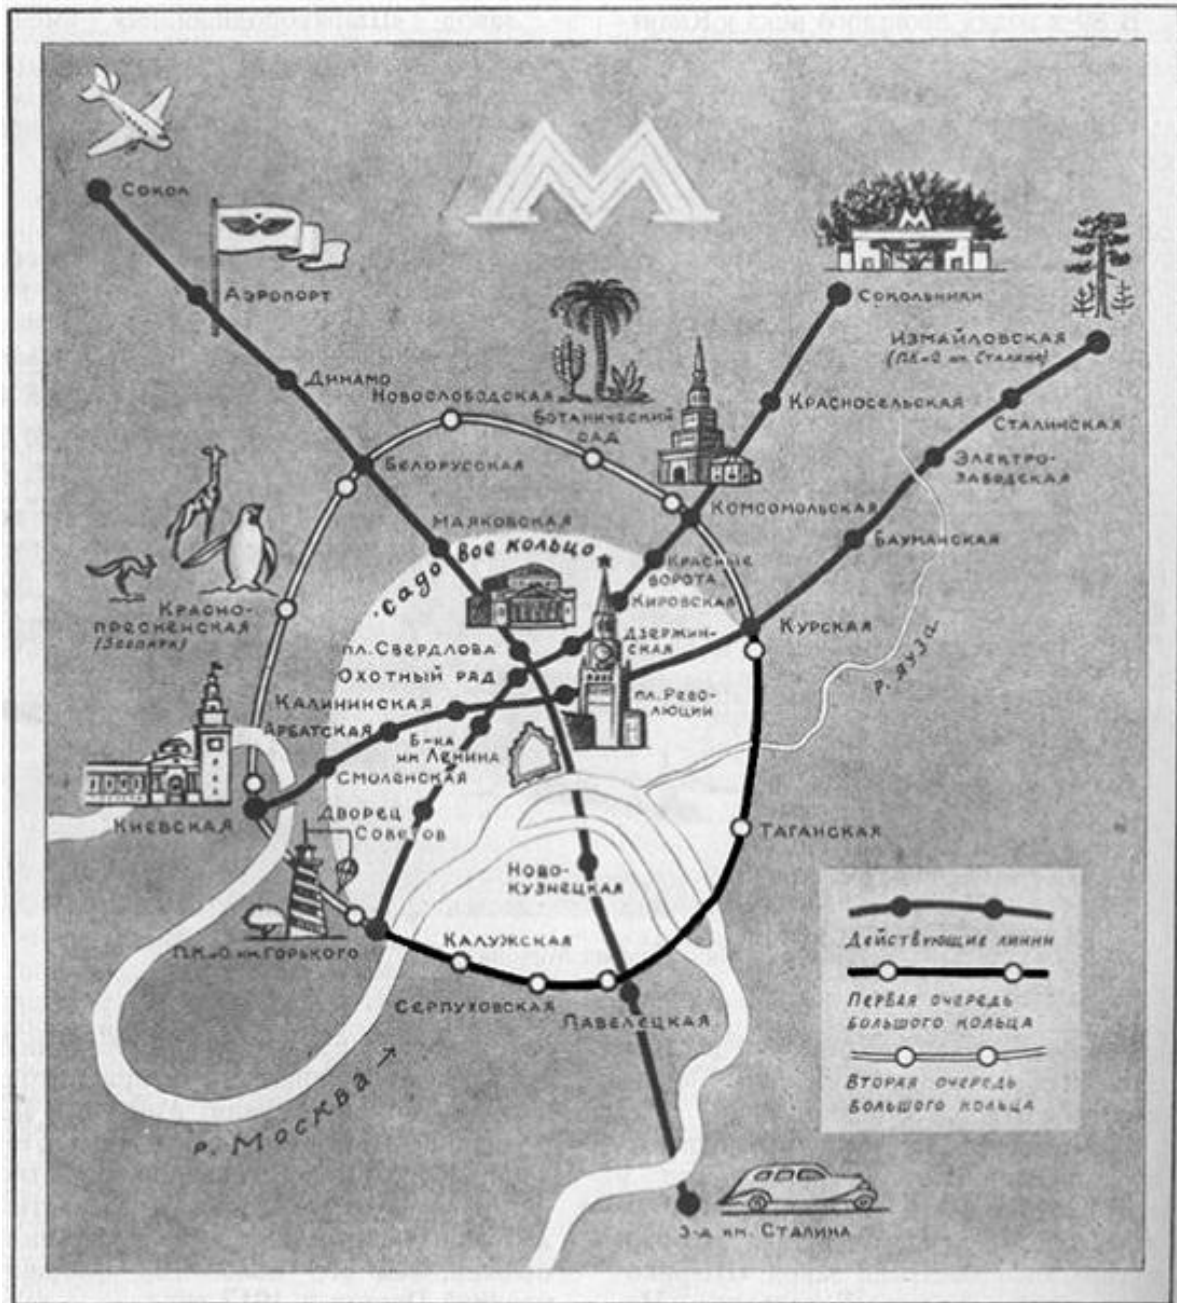 М
Сокол
Аэропорт
Сокольники
Измайловская
(ПКиО им. Сталина)
Динамо
Новослободская
Ботанический
сад
Красносельская
Сталинская
Белорусская
Электро-
заводская
Комсомольская
Маяковская
Бауманская
.садовое кольцо
Красные
ворота
Красно-
пресненская
(Зоопарк)
Кировская
Курская
Дзержин-
ская
пл. Свердлова
Охотный ряд
р. Яуза
Калининская
пл. Рево-
люции
Арбатская
Б-ка
им Ленина
Смоленская
Киевская
Дворец
Советов
Таганская
Ново-
кузнецкая
П.К.иО.им.Горького
Калужская
Серпуховская
Павелецкая
р. Москва →
Действующие линии
Первая очередь
большого кольца
Вторая очередь
большого кольца
З-д им. Сталина